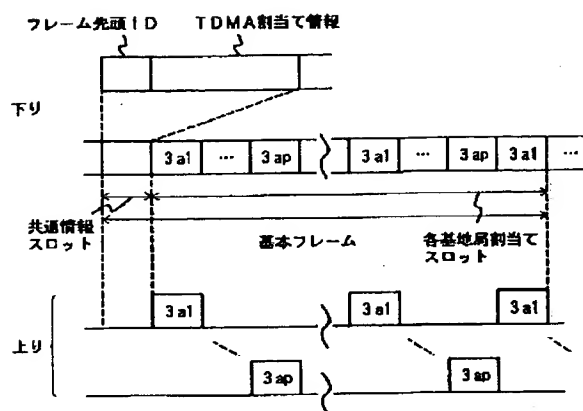 フレーム先頭ID TDMA割当て情報
下り
3a1 … 3ap 3a1 … 3ap 3a1 …
共通情報スロット 基本フレーム 各基地局割当てスロット
上り
3a1 3a1 3a1
3ap 3ap